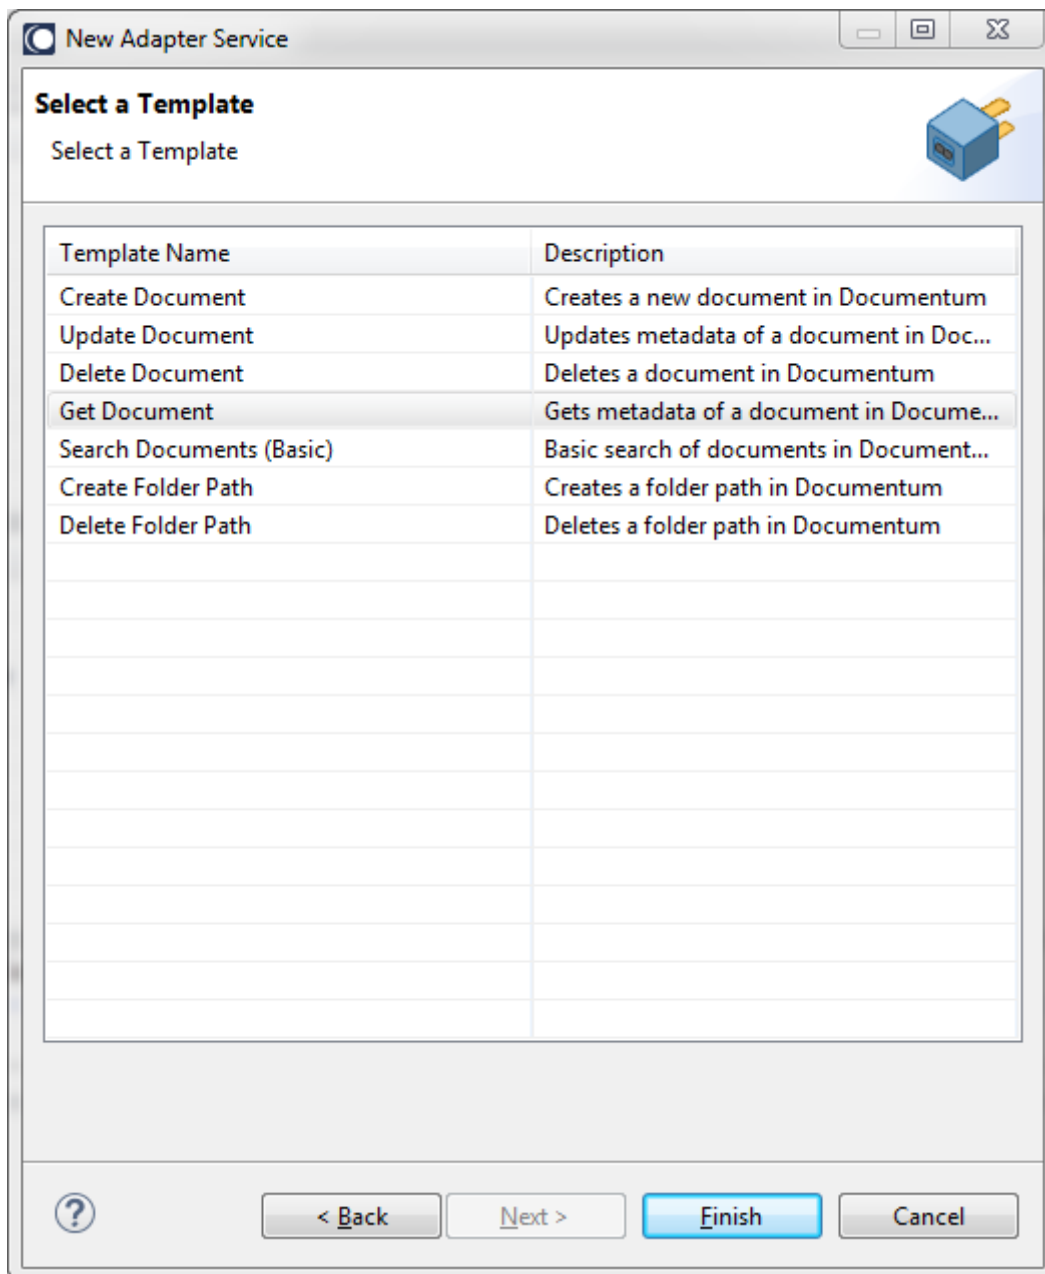 New Adapter Service
Select a Template
Select a Template
Template Name Description
Create Document Creates a new document in Documentum
Update Document Updates metadata of a document in Doc...
Delete Document Deletes a document in Documentum
Get Document Gets metadata of a document in Docume...
Search Documents (Basic) Basic search of documents in Document...
Create Folder Path Creates a folder path in Documentum
Delete Folder Path Deletes a folder path in Documentum
? < Back Next > Finish Cancel